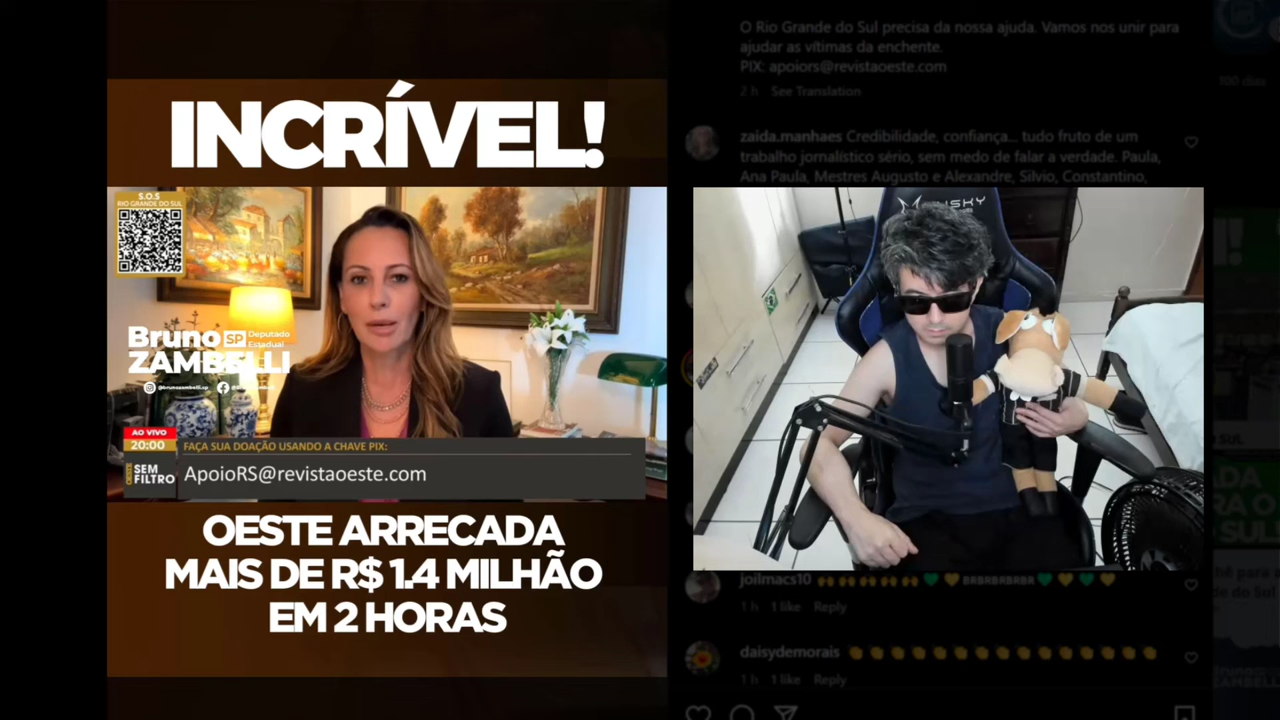 INCRÍVEL!
S.O.S
RIO GRANDE DO SUL
Bruno SP Deputado Estadual
ZAMBELLI
@brunozambelli.sp
AO VIVO
20:00
FAÇA SUA DOAÇÃO USANDO A CHAVE PIX:
OESTE SEM FILTRO
ApoioRS@revistaoeste.com
OESTE ARRECADA
MAIS DE R$ 1.4 MILHÃO
EM 2 HORAS
O Rio Grande do Sul precisa da nossa ajuda. Vamos nos unir para
ajudar as vítimas da enchente.
PIX: apoiors@revistaoeste.com
2 h See Translation
zaida.manhaes Credibilidade, confiança... tudo fruto de um
trabalho jornalístico sério, sem medo de falar a verdade. Paula,
Ana Paula, Mestres Augusto e Alexandre, Silvio, Constantino,
joilmacs10
1 h 1 like Reply
daisydemorais
1 h 1 like Reply
100 dias
SUL